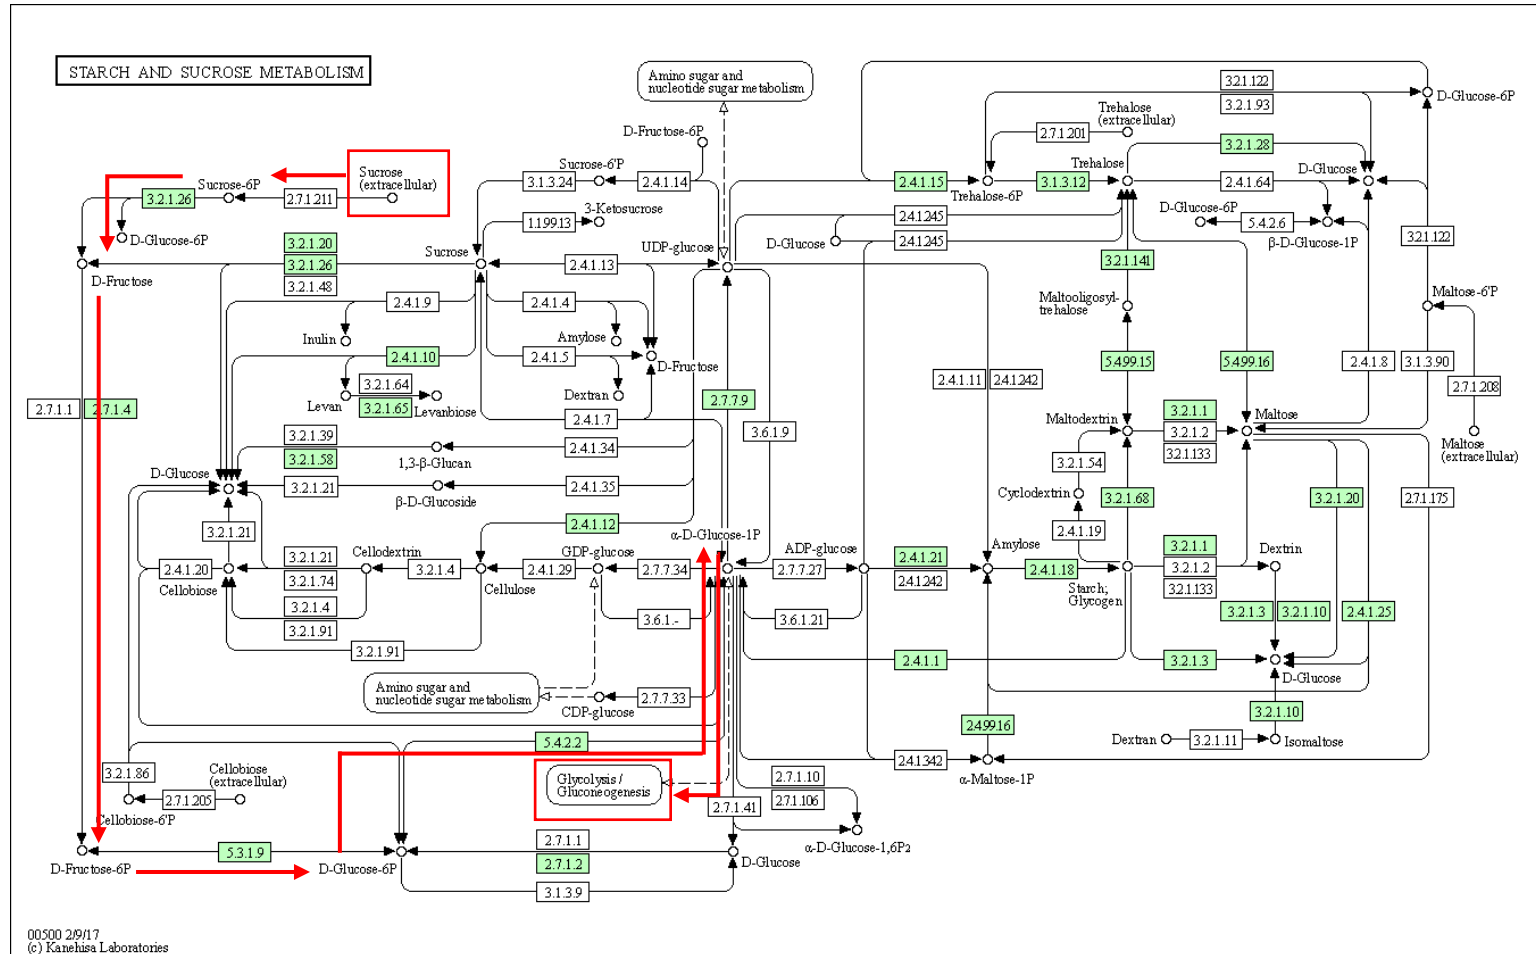 STARCH AND SUCROSE METABOLISM
Amino sugar and
nucleotide sugar metabolism
3.2.1.122
3.2.1.93
D-Glucose-6P
Trehalose
(extracellular)
2.7.1.201
D-Fructose-6P
3.2.1.28
Sucrose
(extracellular)
Sucrose-6'P
Trehalose
D-Glucose
Sucrose-6P
3.2.1.26
2.7.1.211
3.1.3.24
2.4.1.14
2.4.1.15
Trehalose-6P
3.1.3.12
2.4.1.64
3-Ketosucrose
1.1.99.13
2.4.1.245
D-Glucose-6P
5.4.2.6
β-D-Glucose-1P
D-Glucose-6P
3.2.1.20
Sucrose
UDP-glucose
D-Glucose
2.4.1.245
3.2.1.122
3.2.1.26
2.4.1.13
3.2.1.141
D-Fructose
3.2.1.48
2.4.1.9
2.4.1.4
Maltooligosyl-
trehalose
Maltose-6'P
Inulin
Amylose
2.4.1.10
2.4.1.5
D-Fructose
5.4.99.15
5.4.99.16
2.4.1.8
3.1.3.90
3.2.1.64
2.4.1.11
2.4.1.242
2.7.1.208
Levan
3.2.1.65
Levanbiose
Dextran
2.7.1.1
2.7.1.4
2.7.7.9
2.4.1.7
3.6.1.9
Maltodextrin
3.2.1.1
Maltose
3.2.1.2
3.2.1.133
Maltose
(extracellular)
3.2.1.39
3.2.1.58
1,3-β-Glucan
2.4.1.34
3.2.1.54
D-Glucose
3.2.1.21
β-D-Glucoside
2.4.1.35
Cyclodextrin
3.2.1.68
3.2.1.20
2.7.1.175
3.2.1.21
2.4.1.12
α-D-Glucose-1P
2.4.1.19
Cellodextrin
GDP-glucose
ADP-glucose
Amylose
3.2.1.1
Dextrin
3.2.1.21
2.4.1.20
3.2.1.74
3.2.1.4
2.4.1.29
2.7.7.34
2.7.7.27
2.4.1.21
2.4.1.242
2.4.1.18
3.2.1.2
3.2.1.133
Cellobiose
Cellulose
Starch;
Glycogen
3.2.1.4
3.2.1.91
3.6.1.-
3.6.1.21
3.2.1.3
3.2.1.10
2.4.1.25
3.2.1.91
2.4.1.1
3.2.1.3
D-Glucose
Amino sugar and
nucleotide sugar metabolism
2.7.7.33
CDP-glucose
3.2.1.10
2.4.99.16
5.4.2.2
Dextran
3.2.1.11
Isomaltose
2.4.1.342
α-Maltose-1P
3.2.1.86
Cellobiose
(extracellular)
Glycolysis /
Gluconeogenesis
2.7.1.10
2.7.1.106
2.7.1.205
2.7.1.41
Cellobiose-6'P
α-D-Glucose-1,6P2
5.3.1.9
2.7.1.1
D-Fructose-6P
D-Glucose-6P
2.7.1.2
D-Glucose
3.1.3.9
00500 2/9/17
(c) Kanehisa Laboratories